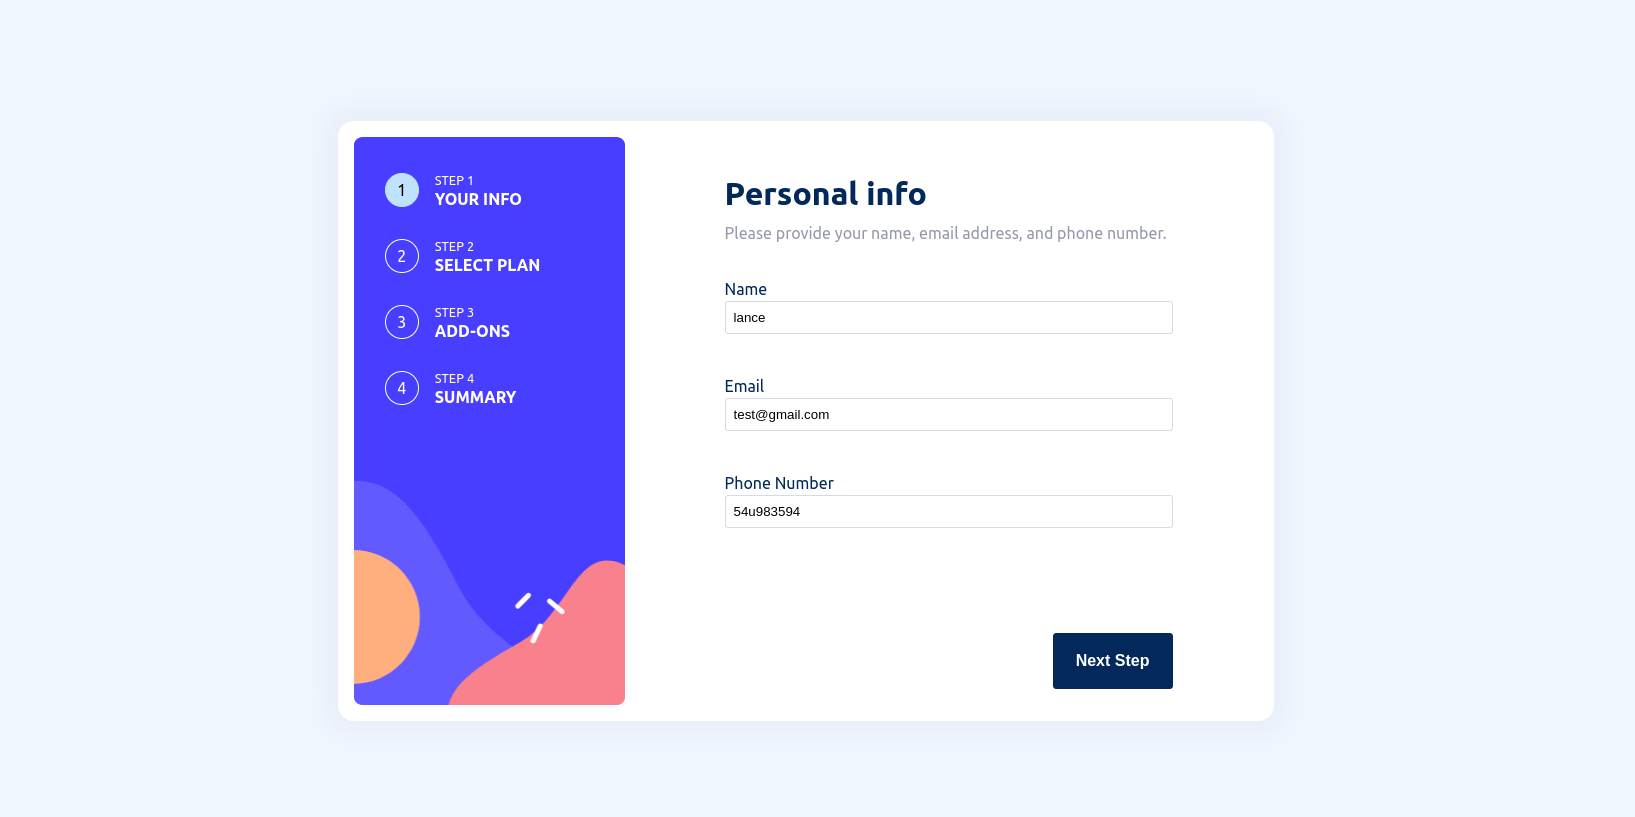 1
STEP 1
YOUR INFO
2
STEP 2
SELECT PLAN
3
STEP 3
ADD-ONS
4
STEP 4
SUMMARY
Personal info
Please provide your name, email address, and phone number.
Name
lance
Email
test@gmail.com
Phone Number
54u983594
Next Step